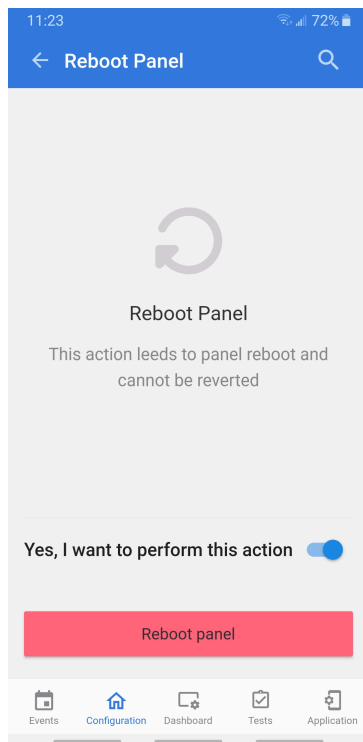 11:23 72%
Reboot Panel
Reboot Panel
This action leeds to panel reboot and
cannot be reverted
Yes, I want to perform this action
Reboot panel
Events Configuration Dashboard Tests Application